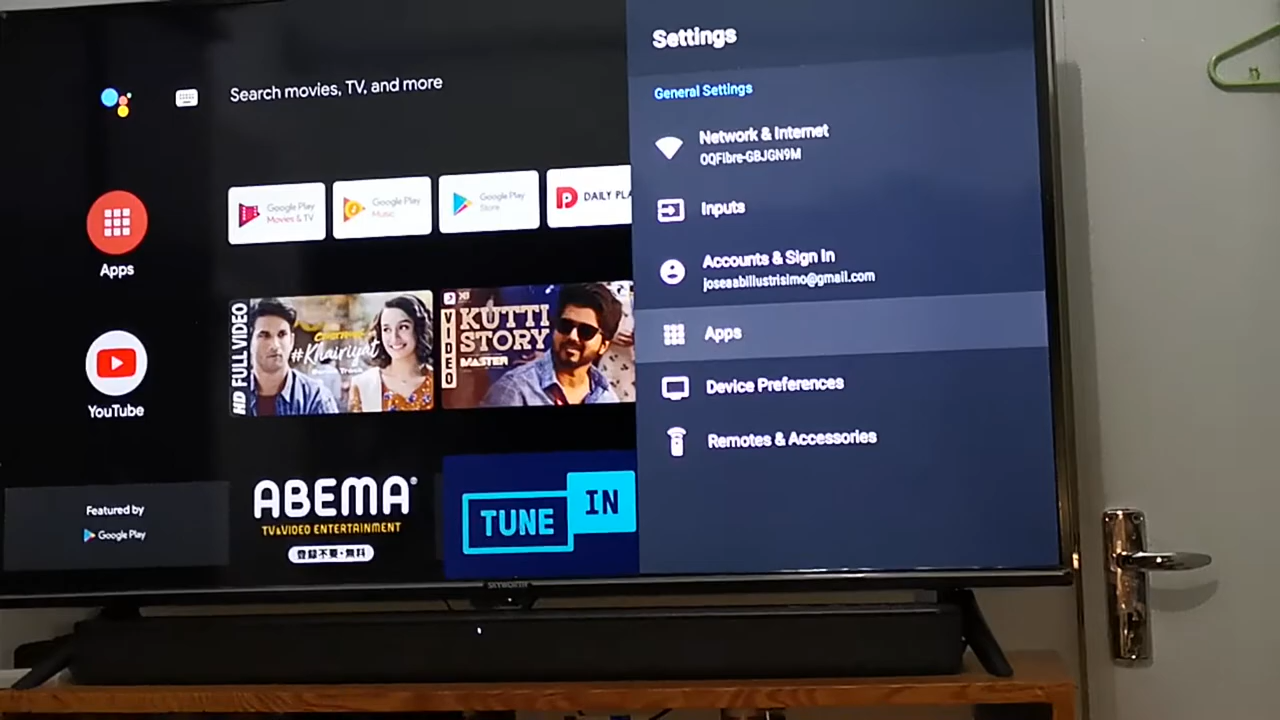 Search movies, TV, and more
Google Play
Movies & TV
Google Play
Music
Google Play
Store
DAILY PLA
Apps
HD FULL VIDEO
#Khairiyat
VIDEO
KUTTI
STORY
MASTER
YouTube
Featured by
Google Play
ABEMA
TV&VIDEO ENTERTAINMENT
登録不要・無料
TUNE IN
Settings
General Settings
Network & Internet
OQFibre-GBJGN9M
Inputs
Accounts & Sign In
joseaabillustrisimo@gmail.com
Apps
Device Preferences
Remotes & Accessories
SKYWORTH